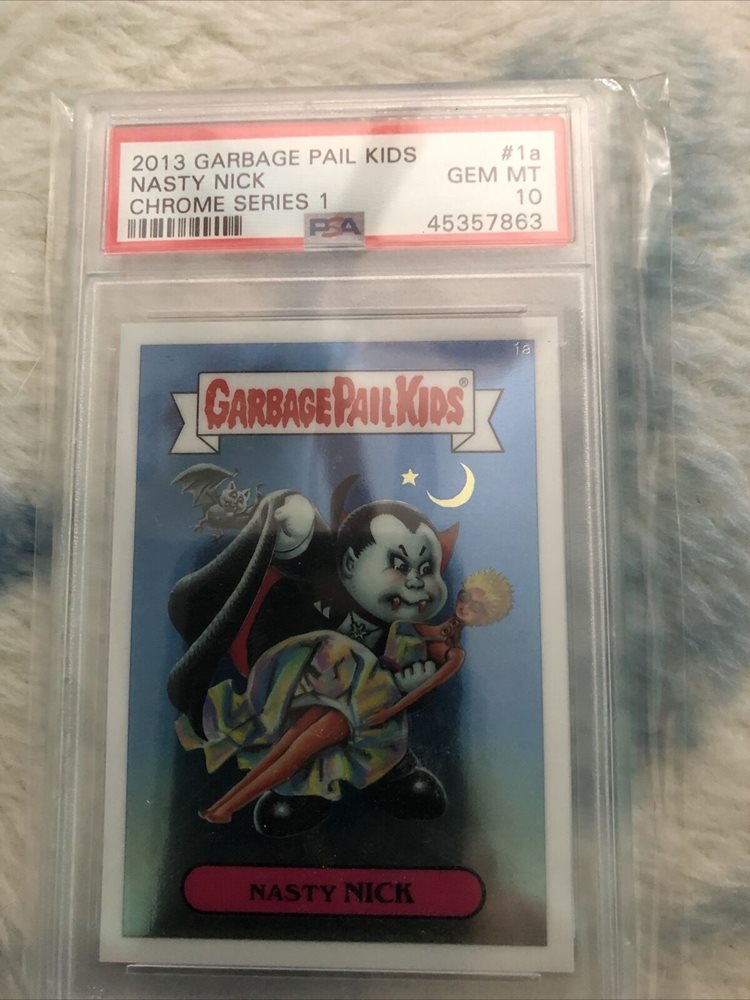 2013 GARBAGE PAIL KIDS #1a
NASTY NICK GEM MT
CHROME SERIES 1 10
PSA 45357863
1a
GARBAGE PAIL KIDS®
NASTY NICK